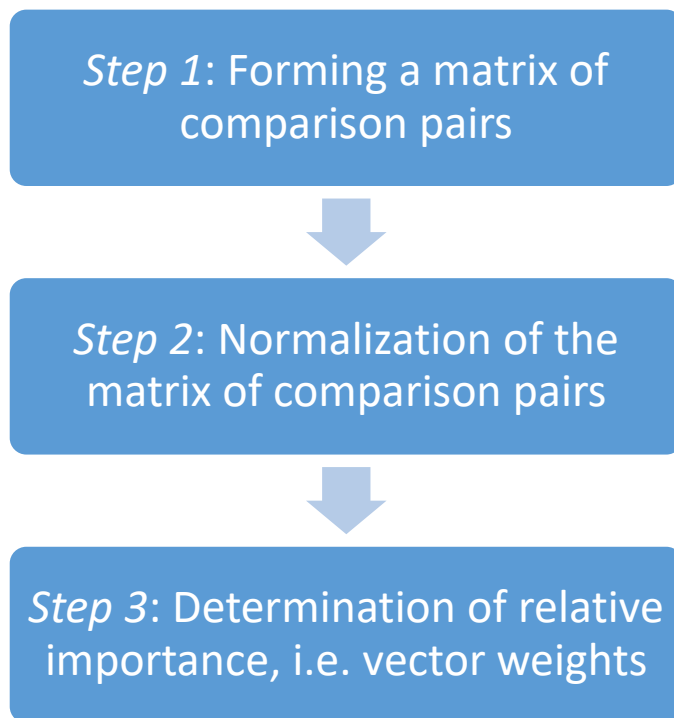 Step 1: Forming a matrix of
comparison pairs
Step 2: Normalization of the
matrix of comparison pairs
Step 3: Determination of relative
importance, i.e. vector weights